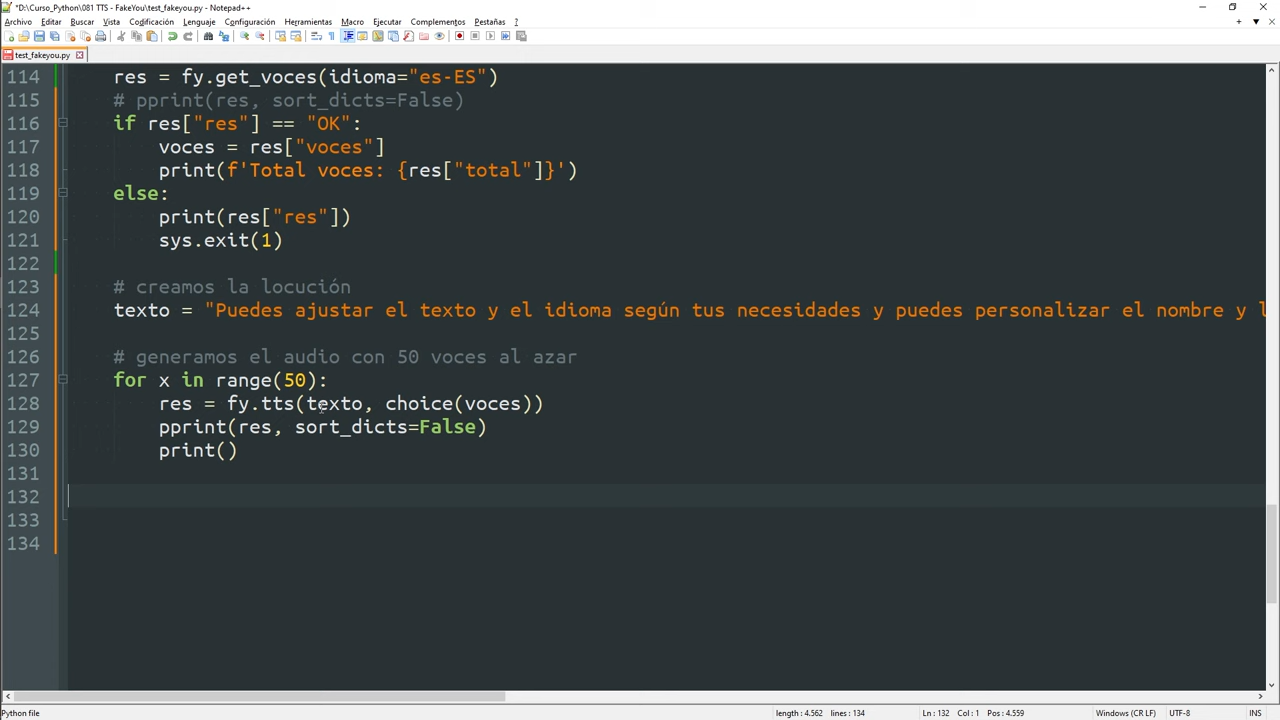 *D:\Curso_Python\081 TTS - FakeYou\test_fakeyou.py - Notepad++
Archivo Editar Buscar Vista Codificación Lenguaje Configuración Herramientas Macro Ejecutar Complementos Pestañas ?
test_fakeyou.py
114 res = fy.get_voces(idioma="es-ES")
115 # pprint(res, sort_dicts=False)
116 if res["res"] == "OK":
117 voces = res["voces"]
118 print(f'Total voces: {res["total"]}')
119 else:
120 print(res["res"])
121 sys.exit(1)
122
123 # creamos la locución
124 texto = "Puedes ajustar el texto y el idioma según tus necesidades y puedes personalizar el nombre y l
125
126 # generamos el audio con 50 voces al azar
127 for x in range(50):
128 res = fy.tts(texto, choice(voces))
129 pprint(res, sort_dicts=False)
130 print()
131
132
133
134
Python file length : 4.562 lines : 134 Ln : 132 Col : 1 Pos : 4.559 Windows (CR LF) UTF-8 INS